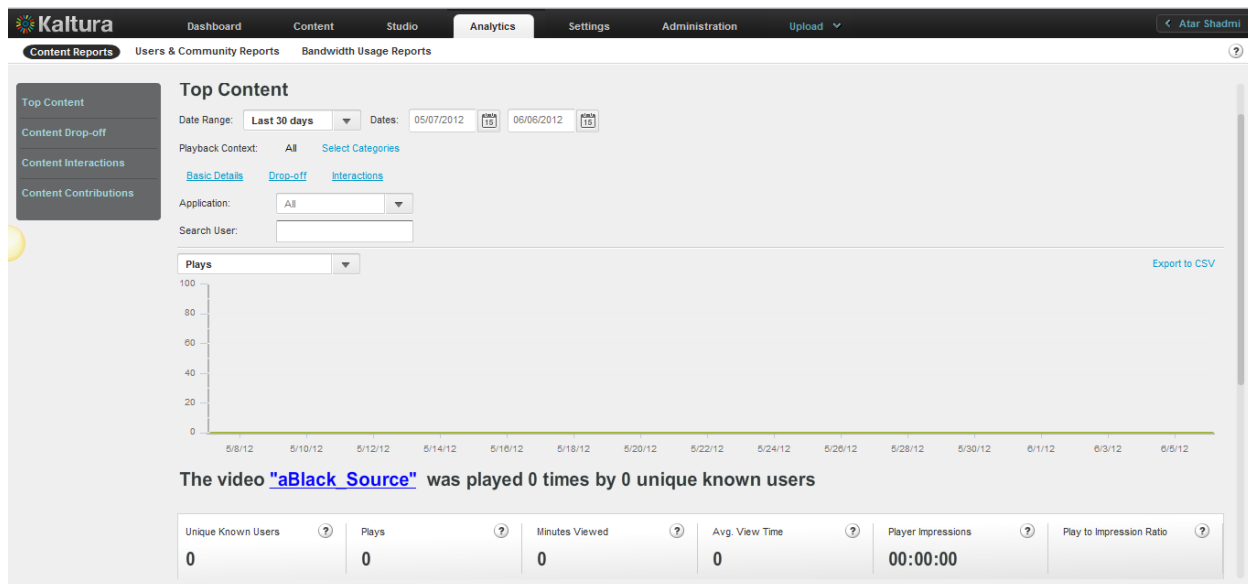 Kaltura Dashboard Content Studio Analytics Settings Administration Upload Atar Shadmi
Content Reports Users & Community Reports Bandwidth Usage Reports ?
Top Content
Content Drop-off
Content Interactions
Content Contributions
Top Content
Date Range: Last 30 days Dates: 05/07/2012 15 06/06/2012 15
Playback Context: All Select Categories
Basic Details Drop-off Interactions
Application: All
Search User:
Plays Export to CSV
100
80
60
40
20
0
5/8/12 5/10/12 5/12/12 5/14/12 5/16/12 5/18/12 5/20/12 5/22/12 5/24/12 5/26/12 5/28/12 5/30/12 6/1/12 6/3/12 6/5/12
The video "aBlack_Source" was played 0 times by 0 unique known users
Unique Known Users ? Plays ? Minutes Viewed ? Avg. View Time ? Player Impressions ? Play to Impression Ratio ?
0 0 0 0 00:00:00